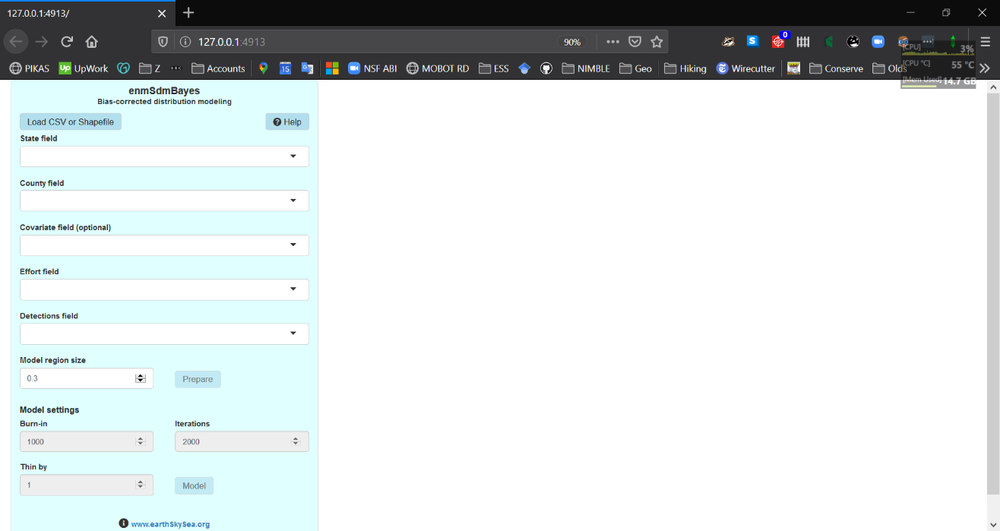 127.0.0.1:4913/
127.0.0.1:4913
90%
0
15
PIKAS
Up UpWork
Z
Accounts
NSF ABI
MOBOT RD
ESS
NIMBLE
Geo
Hiking
Wirecutter
Conserve
Olds
[CPU] 3%
[CPU °C] 55 °C
[Mem Used] 14.7 GB
enmSdmBayes
Bias-corrected distribution modeling
Load CSV or Shapefile
Help
State field
County field
Covariate field (optional)
Effort field
Detections field
Model region size
0.3
Prepare
Model settings
Burn-in
Iterations
1000
2000
Thin by
1
Model
www.earthSkySea.org